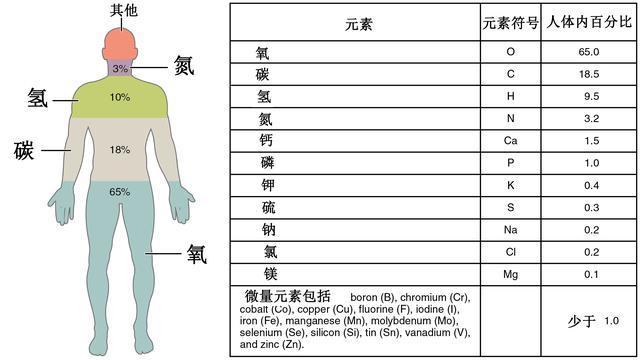 其他
氮
3%
氢
10%
碳
18%
65%
氧
元素 元素符号 人体内百分比
氧 O 65.0
碳 C 18.5
氢 H 9.5
氮 N 3.2
钙 Ca 1.5
磷 P 1.0
钾 K 0.4
硫 S 0.3
钠 Na 0.2
氯 Cl 0.2
镁 Mg 0.1
微量元素包括 boron (B), chromium (Cr),
cobalt (Co), copper (Cu), fluorine (F), iodine (I),
iron (Fe), manganese (Mn), molybdenum (Mo),
selenium (Se), silicon (Si), tin (Sn), vanadium (V),
and zinc (Zn).
少于 1.0